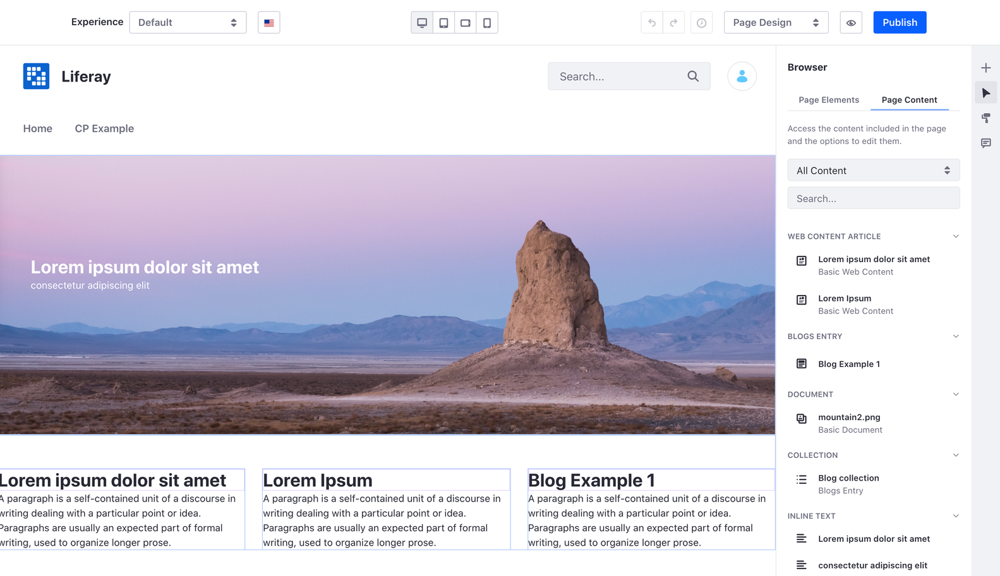 Experience Default Page Design Publish
Liferay Search...
Home CP Example
Lorem ipsum dolor sit amet
consectetur adipiscing elit
Lorem ipsum dolor sit amet
A paragraph is a self-contained unit of a discourse in
writing dealing with a particular point or idea.
Paragraphs are usually an expected part of formal
writing, used to organize longer prose.
Lorem Ipsum
A paragraph is a self-contained unit of a discourse in
writing dealing with a particular point or idea.
Paragraphs are usually an expected part of formal
writing, used to organize longer prose.
Blog Example 1
A paragraph is a self-contained unit of a discourse in
writing dealing with a particular point or idea.
Paragraphs are usually an expected part of formal
writing, used to organize longer prose.
Browser
Page Elements Page Content
Access the content included in the page
and the options to edit them.
All Content
Search...
WEB CONTENT ARTICLE
Lorem ipsum dolor sit amet
Basic Web Content
Lorem Ipsum
Basic Web Content
BLOGS ENTRY
Blog Example 1
DOCUMENT
mountain2.png
Basic Document
COLLECTION
Blog collection
Blogs Entry
INLINE TEXT
Lorem ipsum dolor sit amet
consectetur adipiscing elit